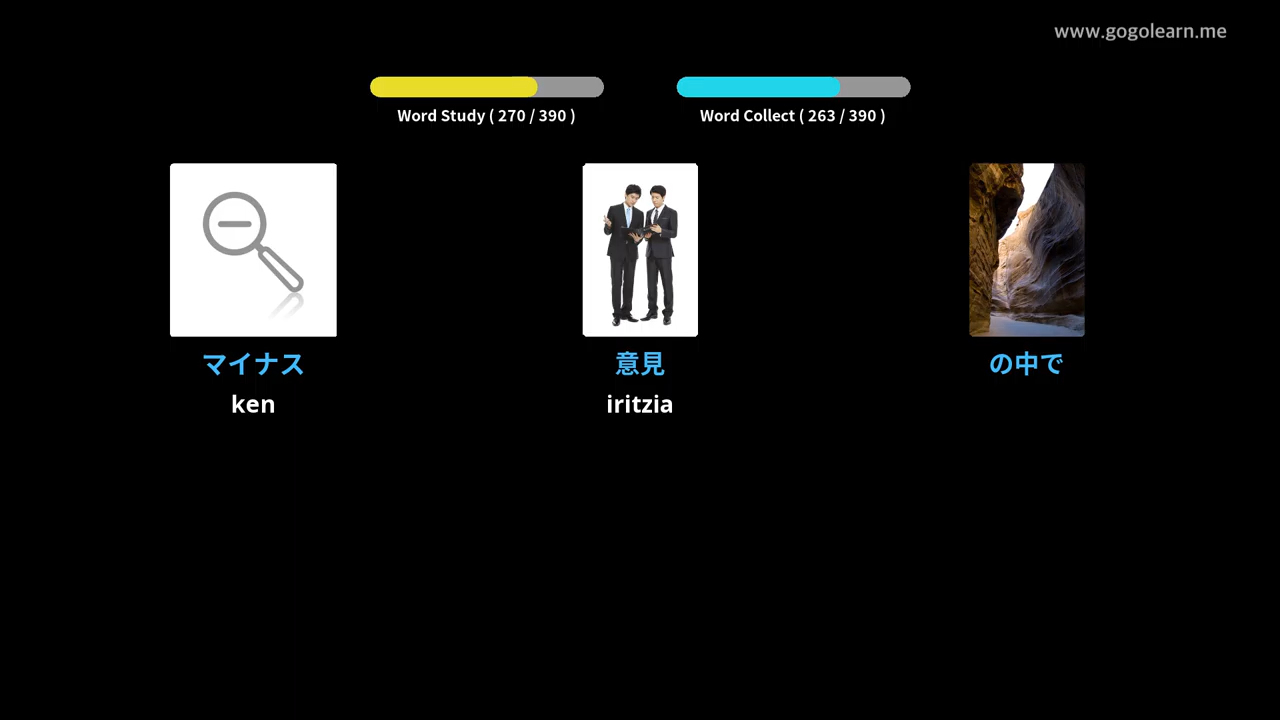 www.gogolearn.me
Word Study ( 270 / 390 )
Word Collect ( 263 / 390 )
マイナス
ken
意見
iritzia
の中で